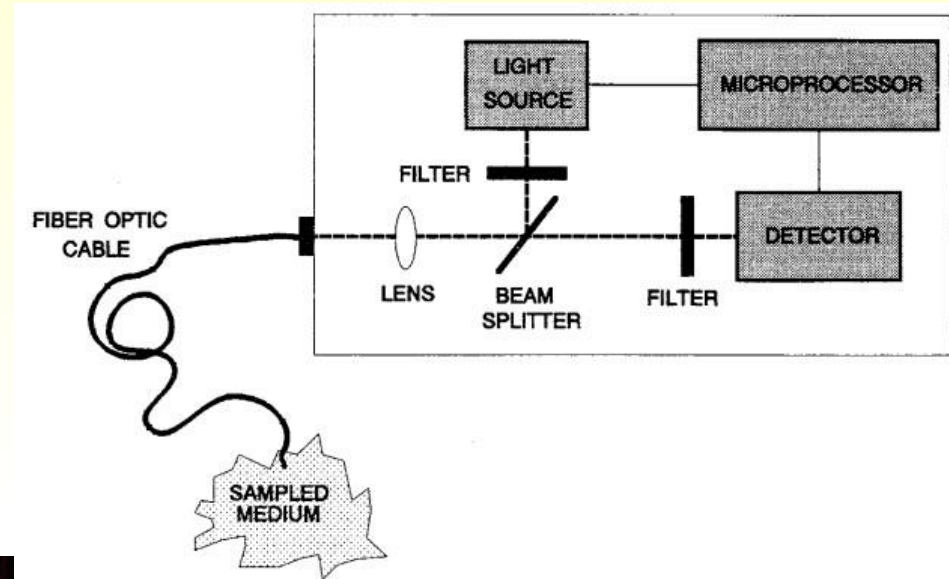 LIGHT
SOURCE
MICROPROCESSOR
FILTER
FIBER OPTIC
CABLE
DETECTOR
LENS
BEAM
SPLITTER
FILTER
SAMPLED
MEDIUM